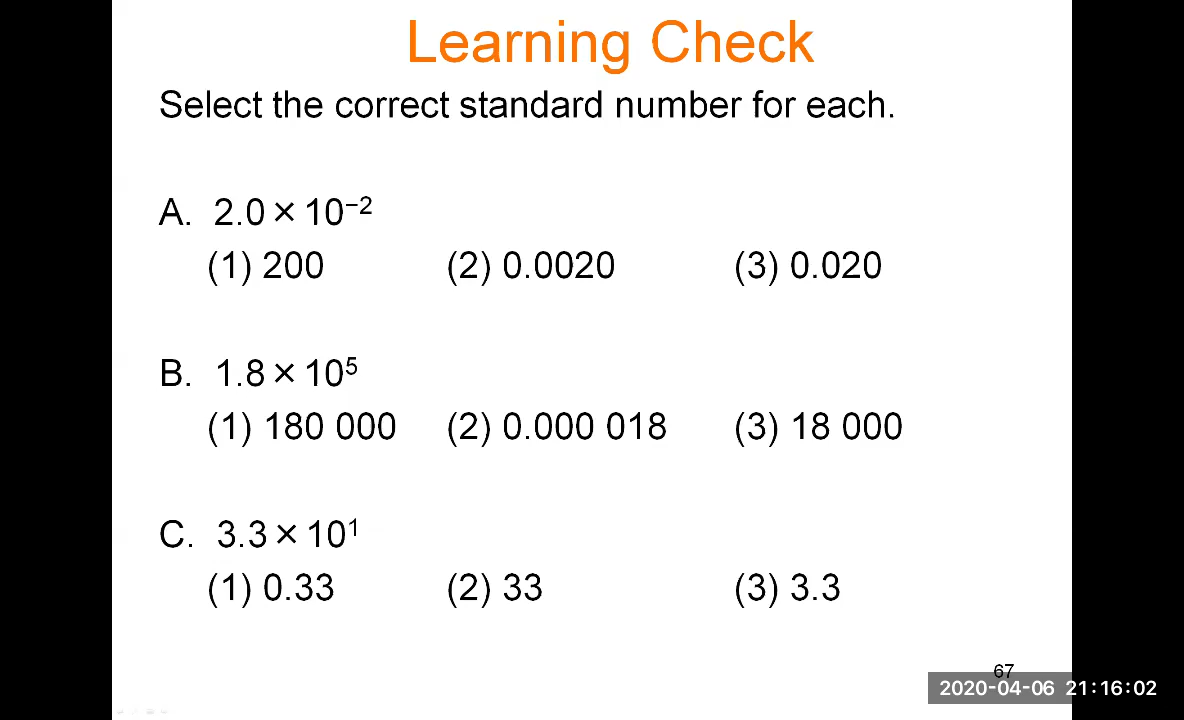 Learning Check
Select the correct standard number for each.
A. 2.0 × 10⁻²
(1) 200 (2) 0.0020 (3) 0.020
B. 1.8 × 10⁵
(1) 180 000 (2) 0.000 018 (3) 18 000
C. 3.3 × 10¹
(1) 0.33 (2) 33 (3) 3.3
67
2020-04-06 21:16:02